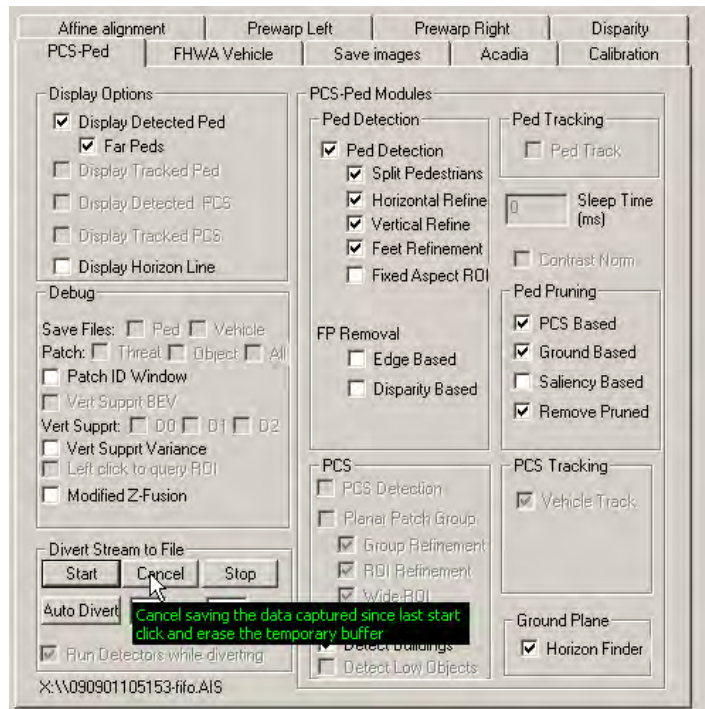 Affine alignment Prewarp Left Prewarp Right Disparity
PCS-Ped FHWA Vehicle Save images Acadia Calibration
Display Options
Display Detected Ped
Far Peds
Display Tracked Ped
Display Detected PCS
Display Tracked PCS
Display Horizon Line
Debug
Save Files: Ped Vehicle
Patch: Threat Object All
Patch ID Window
Vert Supprt BEV
Vert Supprt: D0 D1 D2
Vert Supprt Variance
Left click to query ROI
Modified Z-Fusion
Divert Stream to File
Start Cancel Stop
Auto Divert
Cancel saving the data captured since last start
click and erase the temporary buffer
Run Detectors while diverting
X:\\090901105153-fifo.AIS
PCS-Ped Modules
Ped Detection
Ped Detection
Split Pedestrians
Horizontal Refine
Vertical Refine
Feet Refinement
Fixed Aspect ROI
FP Removal
Edge Based
Disparity Based
PCS
PCS Detection
Planar Patch Group
Group Refinement
ROI Refinement
Wide-ROI
Detect Buildings
Detect Low Objects
Ped Tracking
Ped Track
0 Sleep Time
(ms)
Contrast Norm
Ped Pruning
PCS Based
Ground Based
Saliency Based
Remove Pruned
PCS Tracking
Vehicle Track
Ground Plane
Horizon Finder